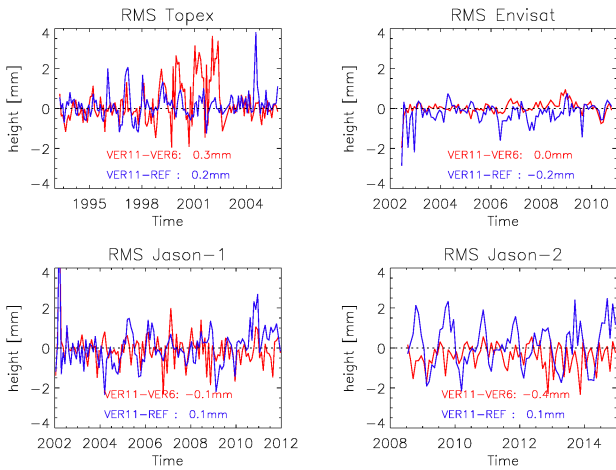 RMS Topex
height [mm]
4
2
0
-2
-4
VER11-VER6: 0.3mm
VER11-REF : 0.2mm
1995 1998 2001 2004
Time
RMS Envisat
height [mm]
4
2
0
-2
-4
VER11-VER6: 0.0mm
VER11-REF : -0.2mm
2002 2004 2006 2008 2010
Time
RMS Jason-1
height [mm]
4
2
0
-2
-4
VER11-VER6: -0.1mm
VER11-REF : 0.1mm
2002 2004 2006 2008 2010 2012
Time
RMS Jason-2
height [mm]
4
2
0
-2
-4
VER11-VER6: -0.4mm
VER11-REF : 0.1mm
2008 2010 2012 2014
Time